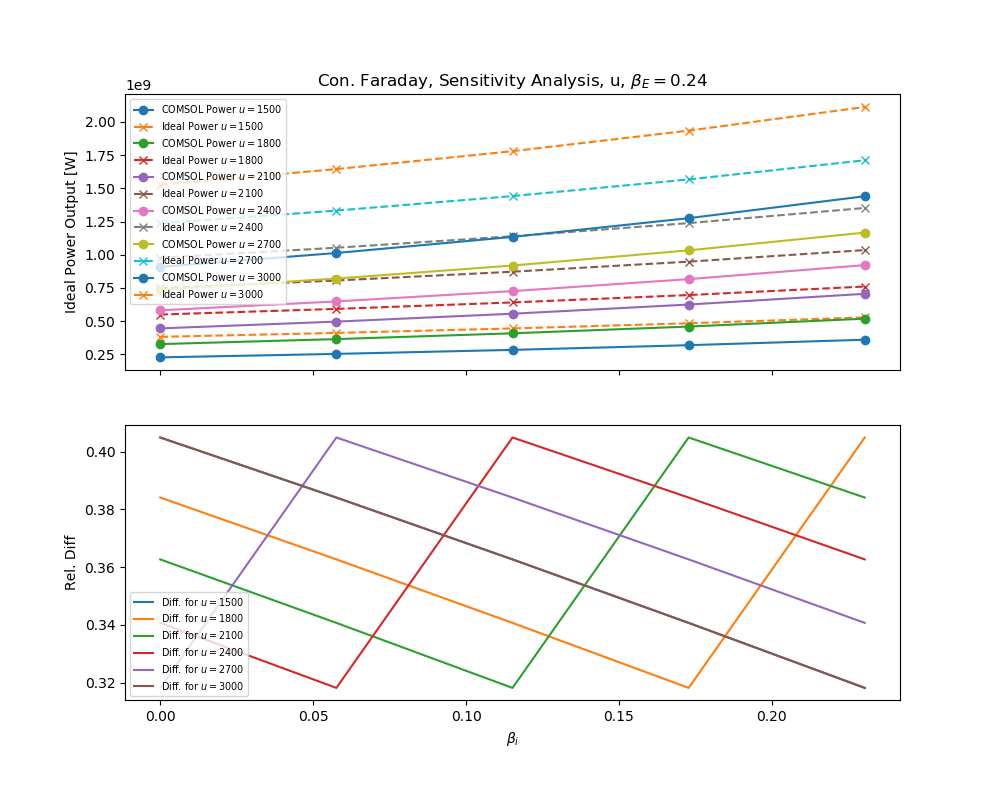 Con. Faraday, Sensitivity Analysis, u, β_E = 0.24
1e9
Ideal Power Output [W]
2.00
1.75
1.50
1.25
1.00
0.75
0.50
0.25
COMSOL Power u = 1500
Ideal Power u = 1500
COMSOL Power u = 1800
Ideal Power u = 1800
COMSOL Power u = 2100
Ideal Power u = 2100
COMSOL Power u = 2400
Ideal Power u = 2400
COMSOL Power u = 2700
Ideal Power u = 2700
COMSOL Power u = 3000
Ideal Power u = 3000
Rel. Diff
0.40
0.38
0.36
0.34
0.32
Diff. for u = 1500
Diff. for u = 1800
Diff. for u = 2100
Diff. for u = 2400
Diff. for u = 2700
Diff. for u = 3000
0.00 0.05 0.10 0.15 0.20
β_i